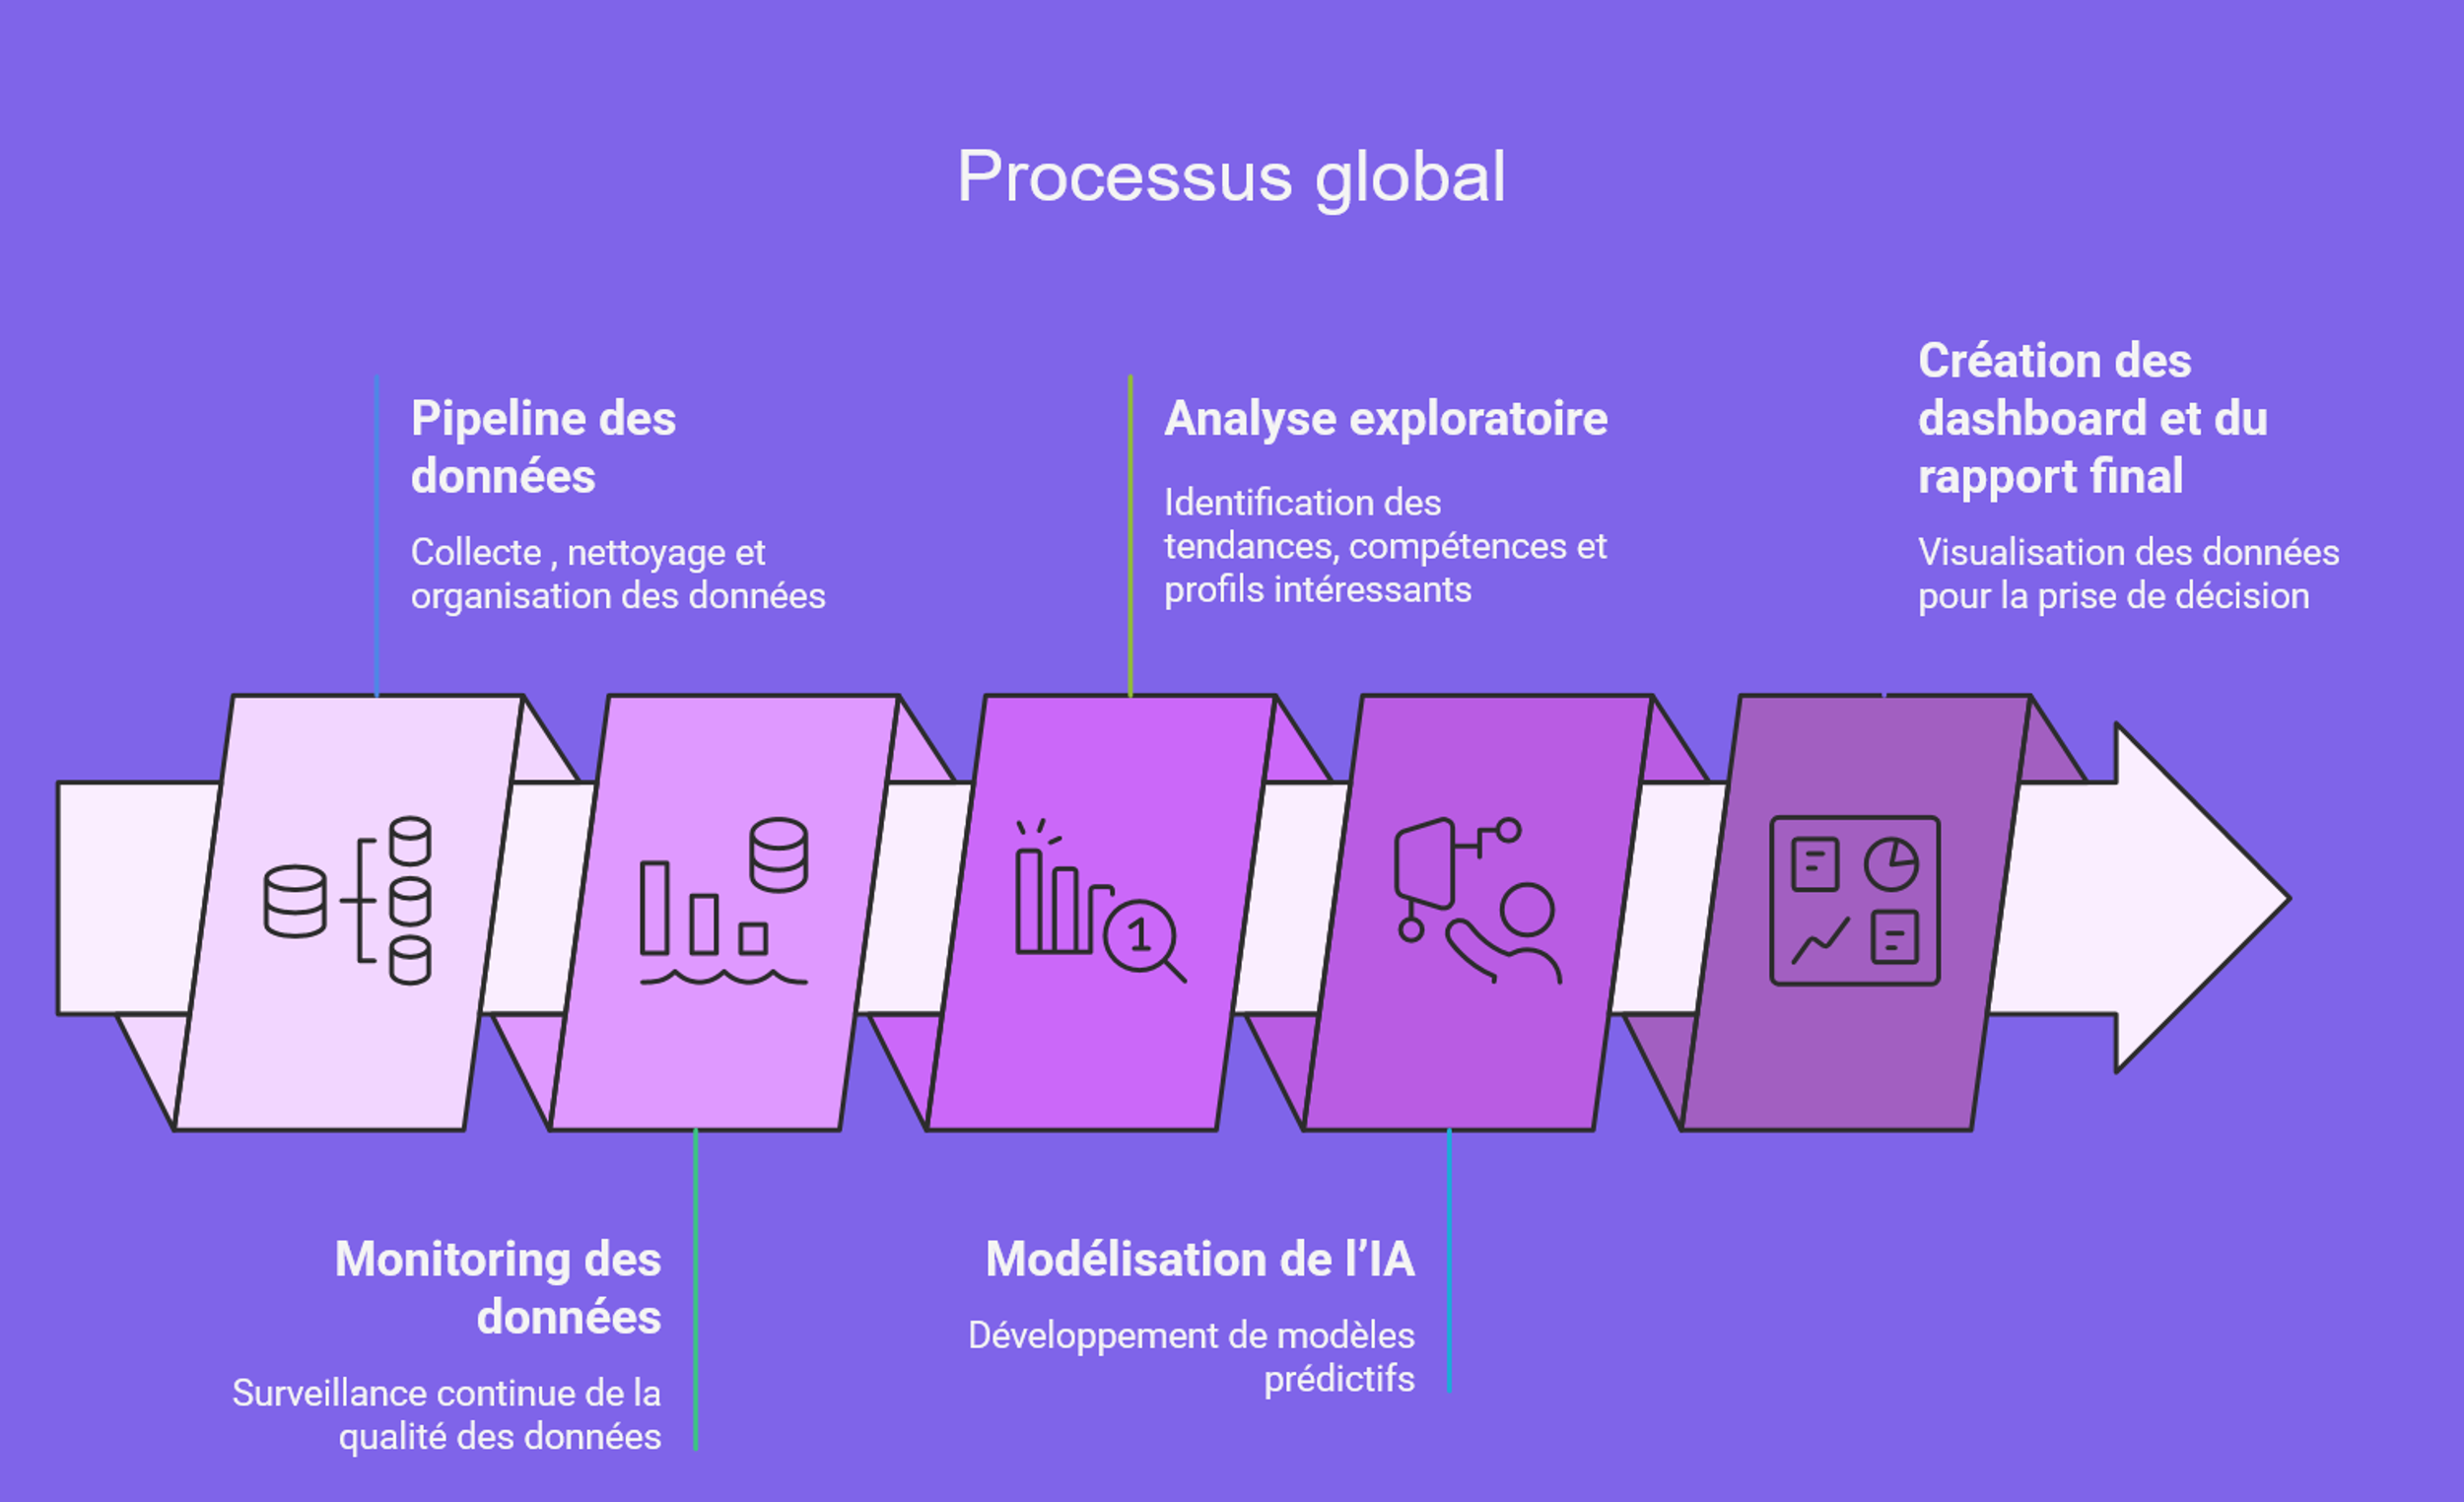 Processus global
Pipeline des
données
Collecte , nettoyage et
organisation des données
Analyse exploratoire
Identification des
tendances, compétences et
profils intéressants
Création des
dashboard et du
rapport final
Visualisation des données
pour la prise de décision
1
Monitoring des
données
Surveillance continue de la
qualité des données
Modélisation de l’IA
Développement de modèles
prédictifs